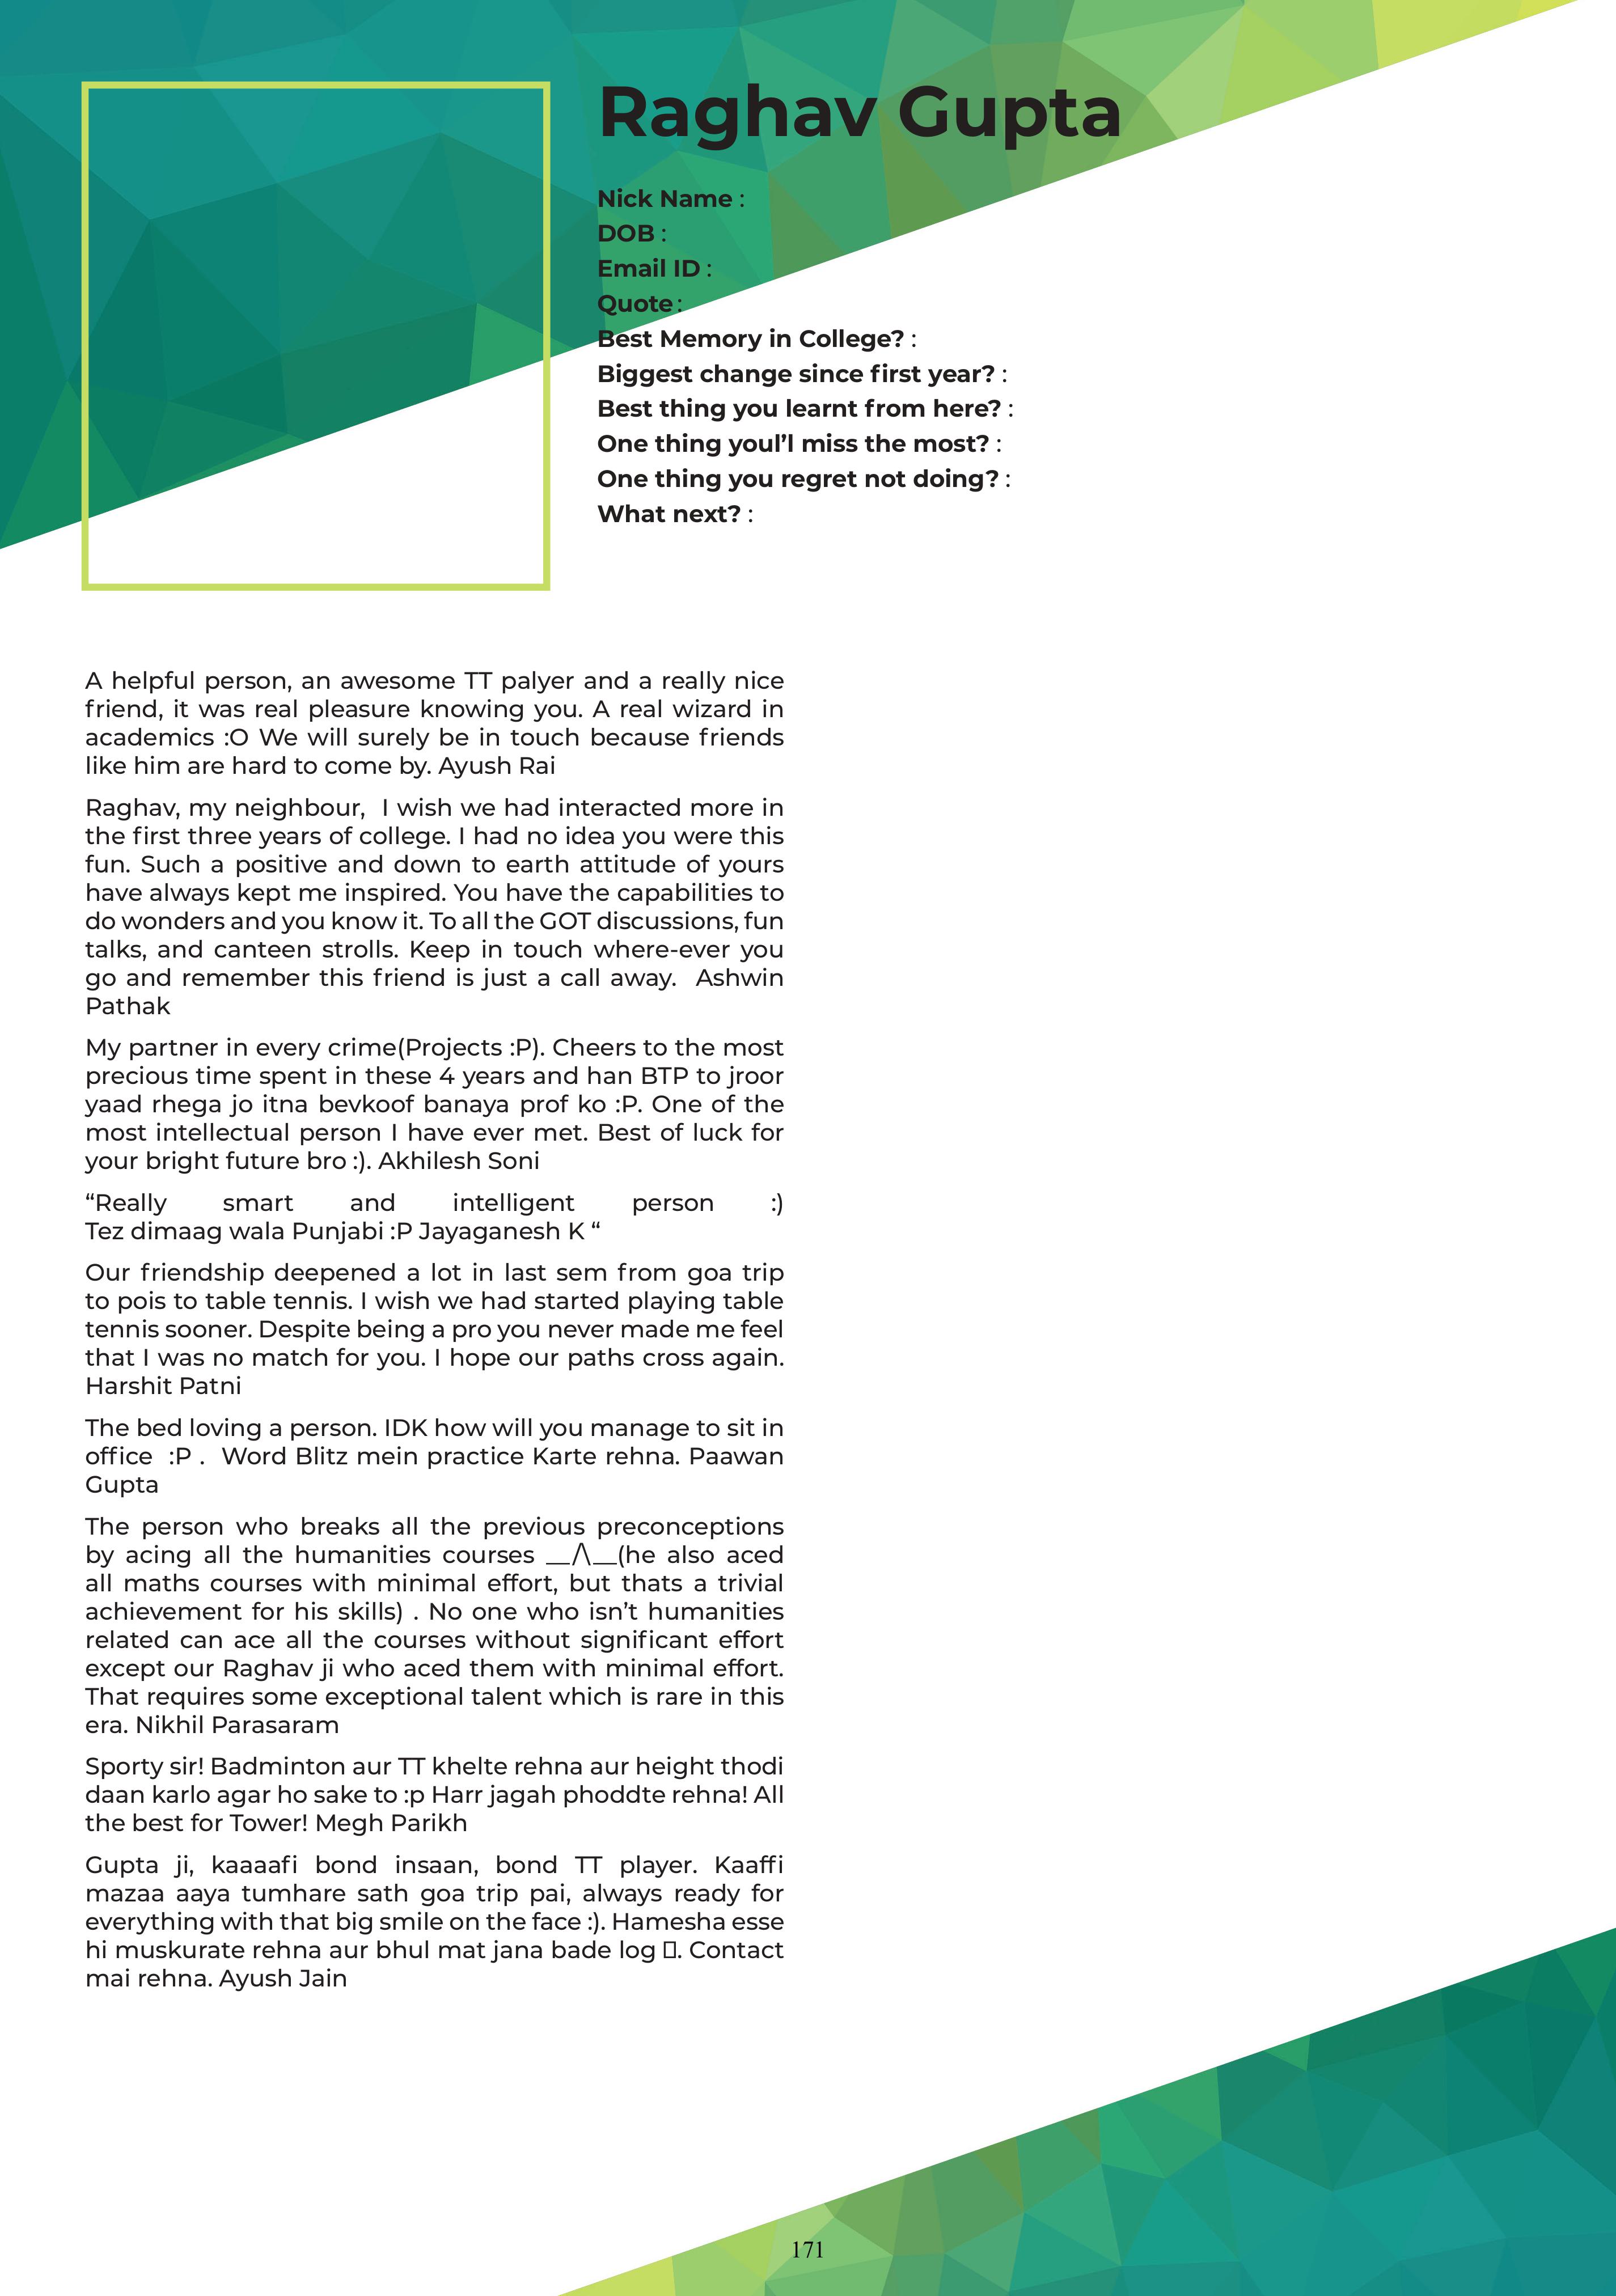 Raghav Gupta
Nick Name :
DOB :
Email ID :
Quote :
Best Memory in College? :
Biggest change since first year? :
Best thing you learnt from here? :
One thing youl’l miss the most? :
One thing you regret not doing? :
What next? :
A helpful person, an awesome TT palyer and a really nice
friend, it was real pleasure knowing you. A real wizard in
academics :O We will surely be in touch because friends
like him are hard to come by. Ayush Rai
Raghav, my neighbour,  I wish we had interacted more in
the first three years of college. I had no idea you were this
fun. Such a positive and down to earth attitude of yours
have always kept me inspired. You have the capabilities to
do wonders and you know it. To all the GOT discussions, fun
talks, and canteen strolls. Keep in touch where-ever you
go and remember this friend is just a call away.  Ashwin
Pathak
My partner in every crime(Projects :P). Cheers to the most
precious time spent in these 4 years and han BTP to jroor
yaad rhega jo itna bevkoof banaya prof ko :P. One of the
most intellectual person I have ever met. Best of luck for
your bright future bro :). Akhilesh Soni
“Really smart and intelligent person :)
Tez dimaag wala Punjabi :P Jayaganesh K “
Our friendship deepened a lot in last sem from goa trip
to pois to table tennis. I wish we had started playing table
tennis sooner. Despite being a pro you never made me feel
that I was no match for you. I hope our paths cross again.
Harshit Patni
The bed loving a person. IDK how will you manage to sit in
office  :P .  Word Blitz mein practice Karte rehna. Paawan
Gupta
The person who breaks all the previous preconceptions
by acing all the humanities courses __/\__(he also aced
all maths courses with minimal effort, but thats a trivial
achievement for his skills) . No one who isn’t humanities
related can ace all the courses without significant effort
except our Raghav ji who aced them with minimal effort.
That requires some exceptional talent which is rare in this
era. Nikhil Parasaram
Sporty sir! Badminton aur TT khelte rehna aur height thodi
daan karlo agar ho sake to :p Harr jagah phoddte rehna! All
the best for Tower! Megh Parikh
Gupta ji, kaaaafi bond insaan, bond TT player. Kaaffi
mazaa aaya tumhare sath goa trip pai, always ready for
everything with that big smile on the face :). Hamesha esse
hi muskurate rehna aur bhul mat jana bade log . Contact
mai rehna. Ayush Jain
171